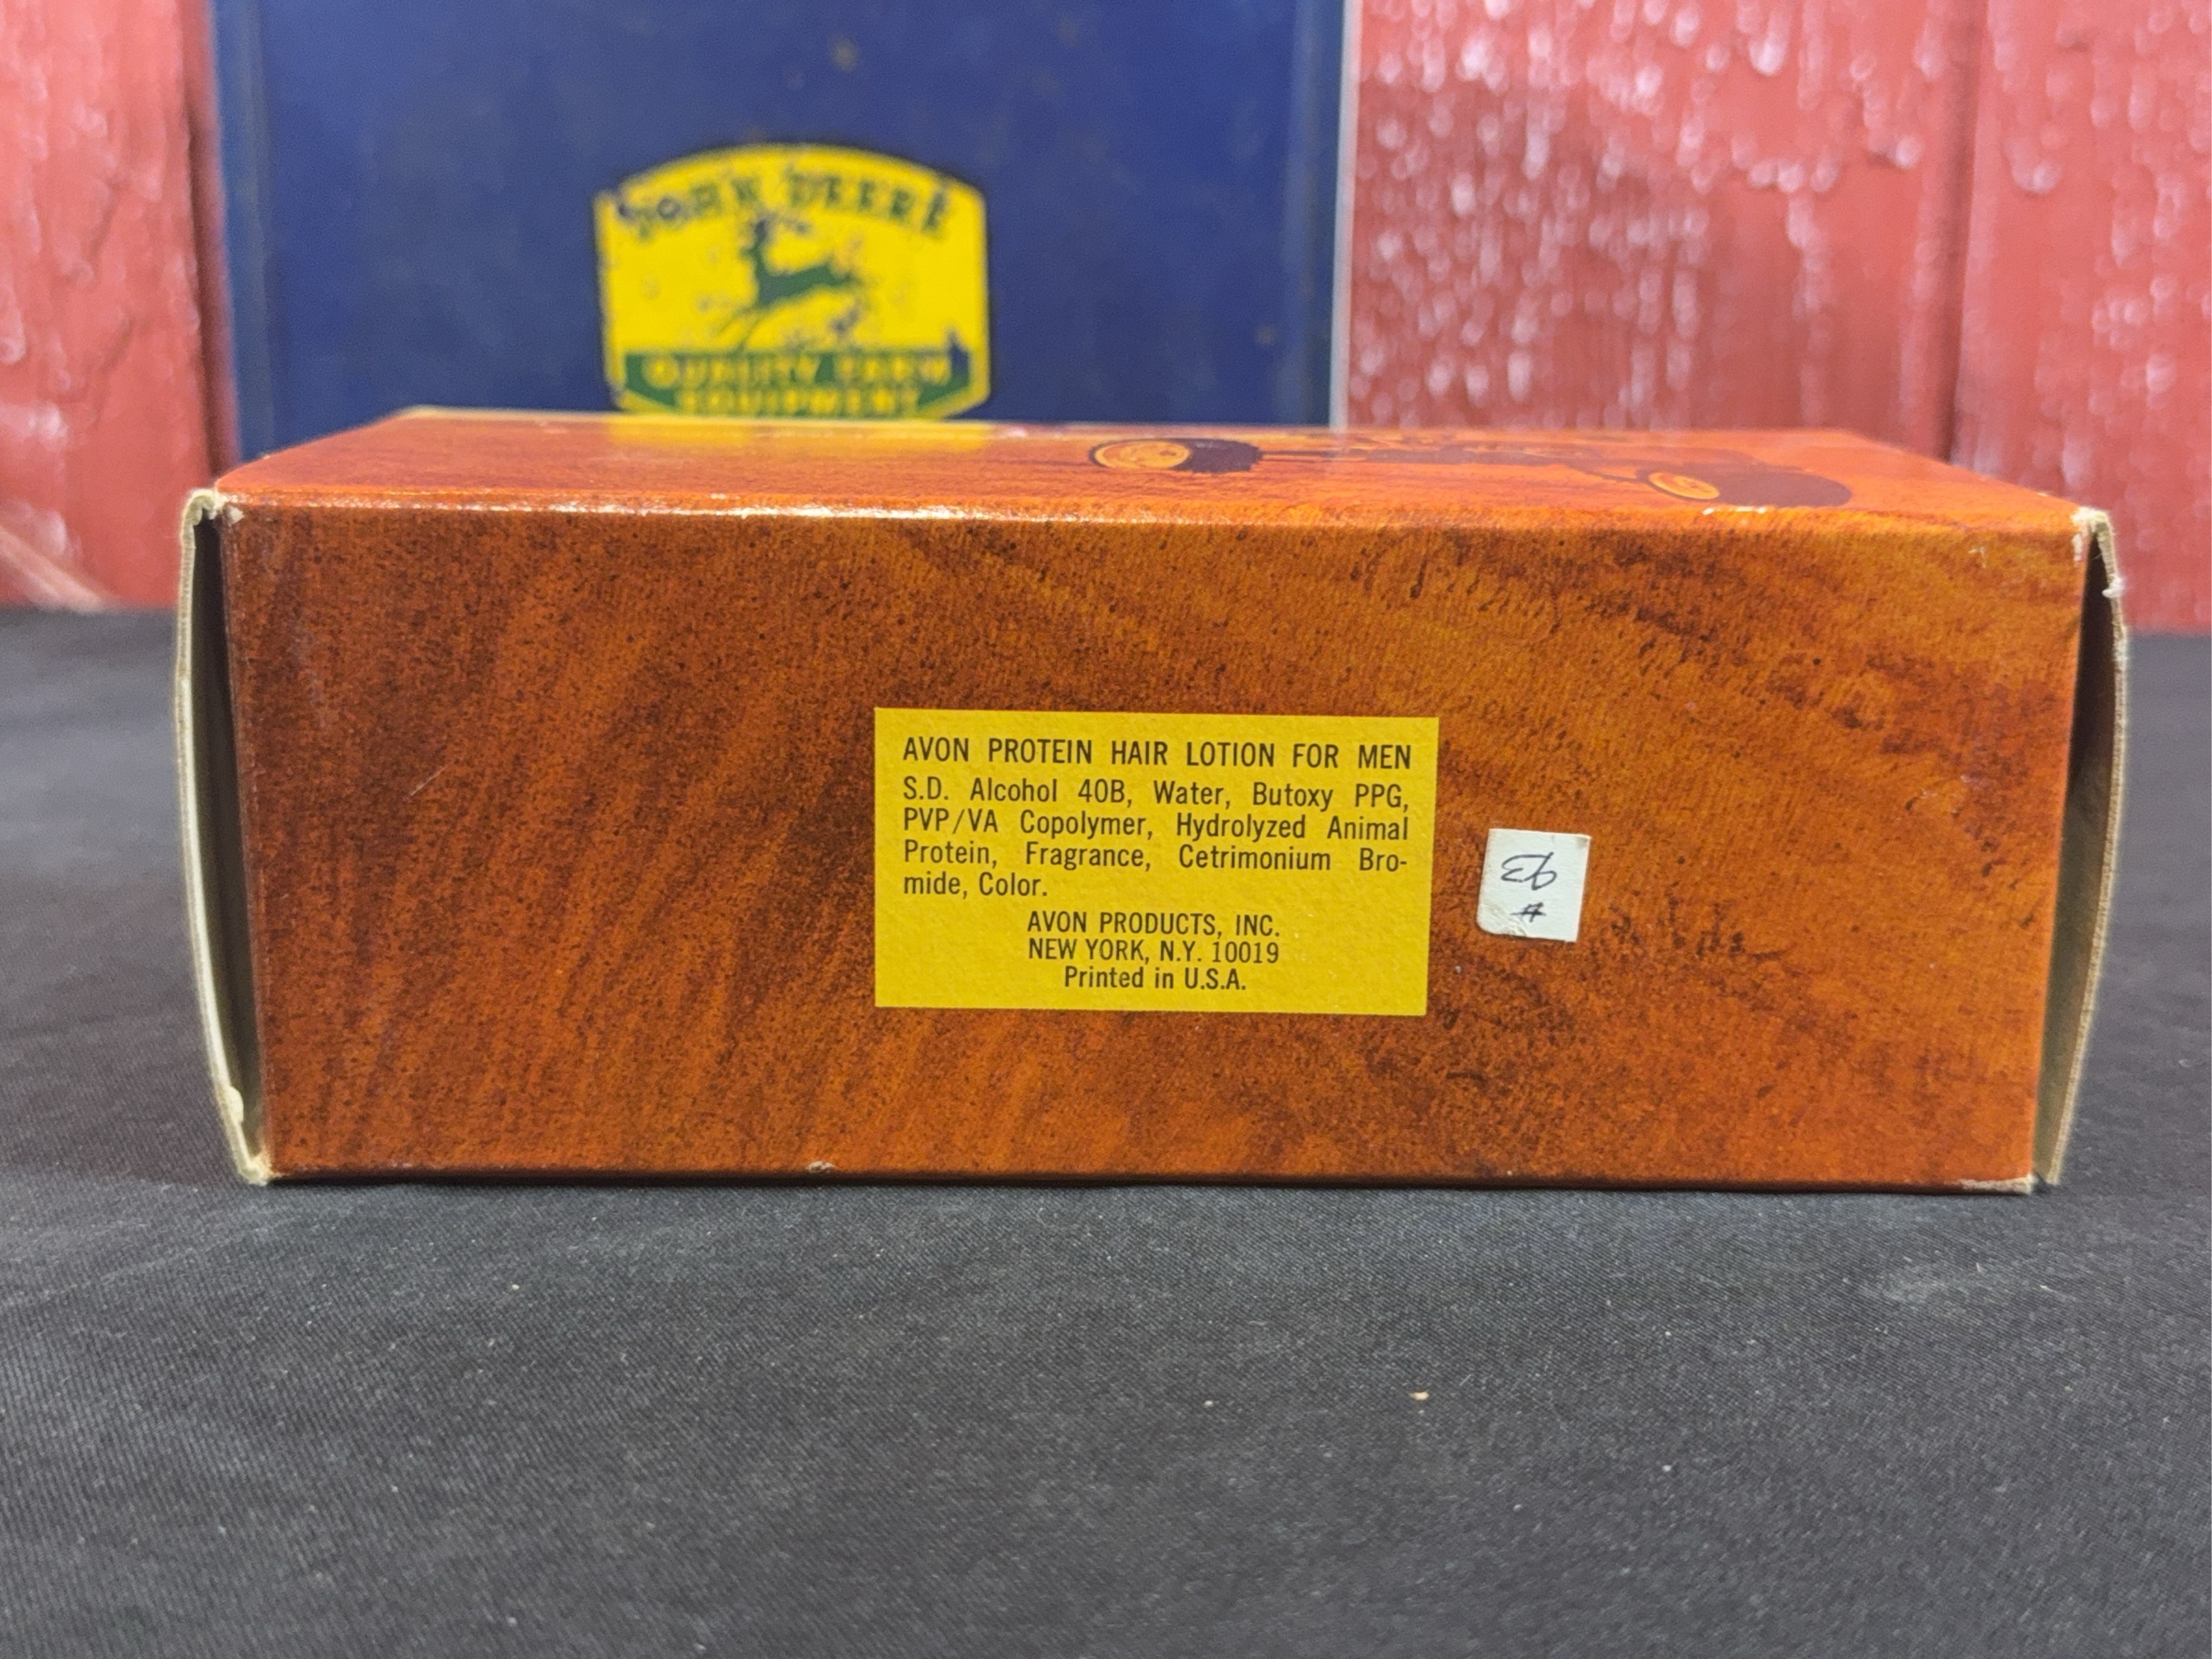 JOHN DEERE
QUALITY FARM
EQUIPMENT
AVON PROTEIN HAIR LOTION FOR MEN
S.D. Alcohol 40B, Water, Butoxy PPG,
PVP/VA Copolymer, Hydrolyzed Animal
Protein, Fragrance, Cetrimonium Bro-
mide, Color.
AVON PRODUCTS, INC.
NEW YORK, N.Y. 10019
Printed in U.S.A.
#
93